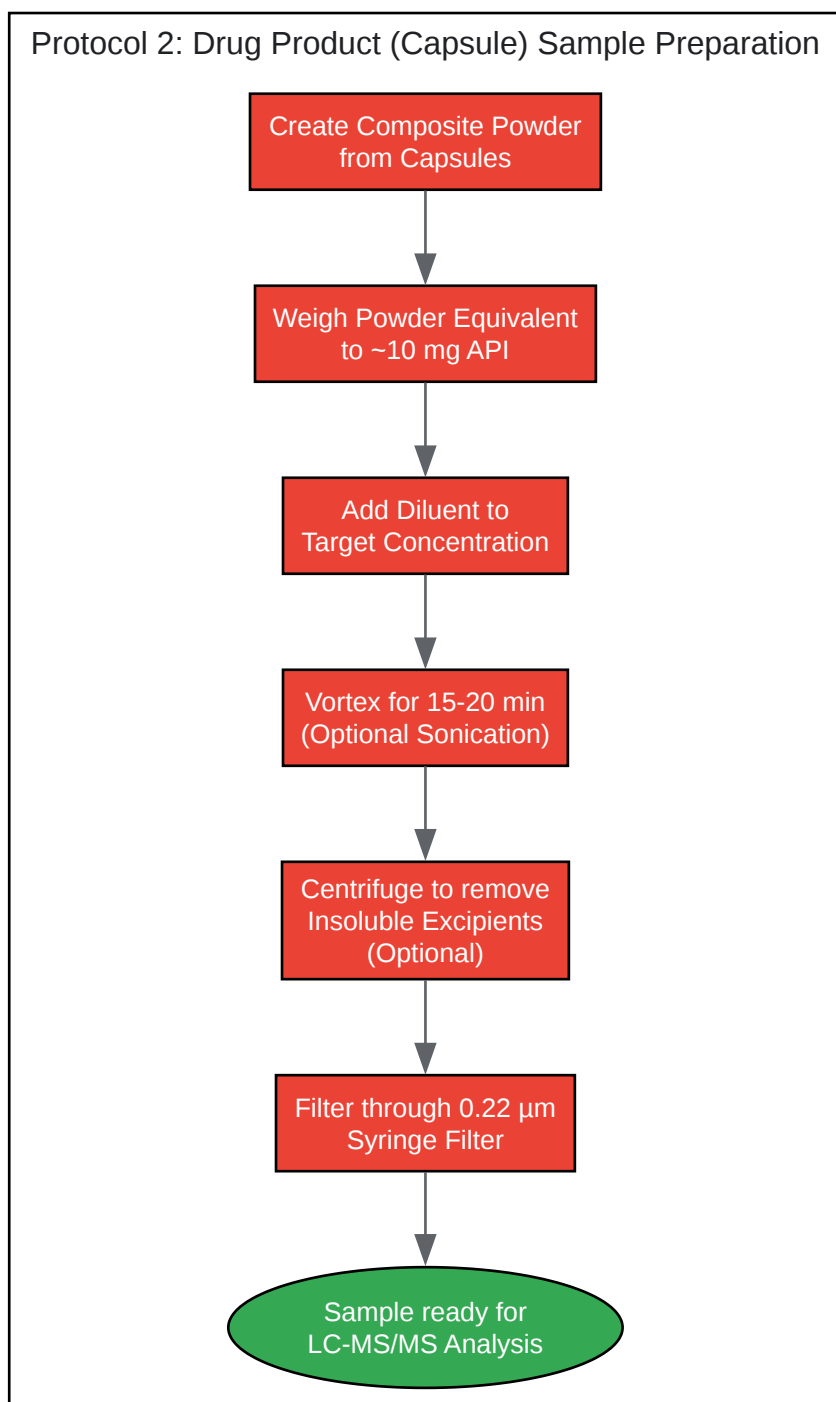 Protocol 2: Drug Product (Capsule) Sample Preparation
Create Composite Powder
from Capsules
Weigh Powder Equivalent
to ~10 mg API
Add Diluent to
Target Concentration
Vortex for 15-20 min
(Optional Sonication)
Centrifuge to remove
Insoluble Excipients
(Optional)
Filter through 0.22 µm
Syringe Filter
Sample ready for
LC-MS/MS Analysis